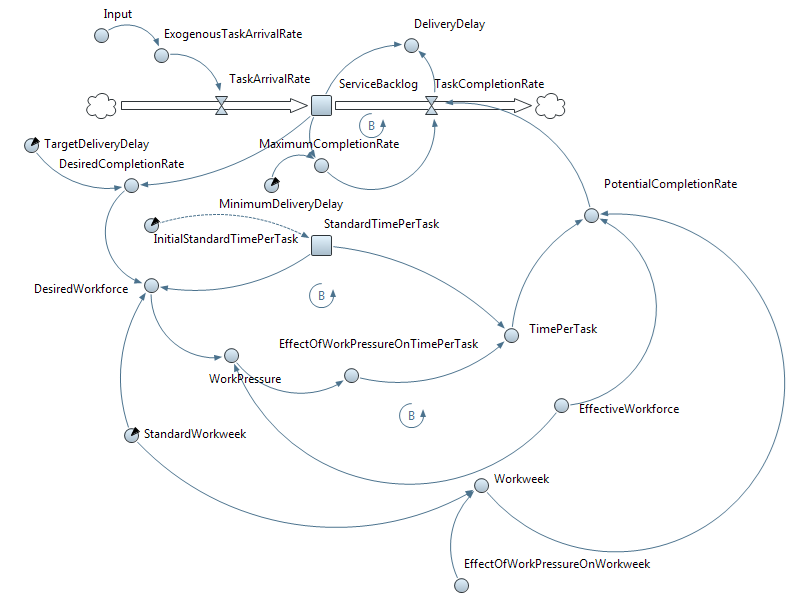 Input
ExogenousTaskArrivalRate
DeliveryDelay
TaskArrivalRate
ServiceBacklog
TaskCompletionRate
B
TargetDeliveryDelay
MaximumCompletionRate
DesiredCompletionRate
PotentialCompletionRate
MinimumDeliveryDelay
StandardTimePerTask
InitialStandardTimePerTask
DesiredWorkforce
B
TimePerTask
EffectOfWorkPressureOnTimePerTask
WorkPressure
EffectiveWorkforce
B
StandardWorkweek
Workweek
EffectOfWorkPressureOnWorkweek